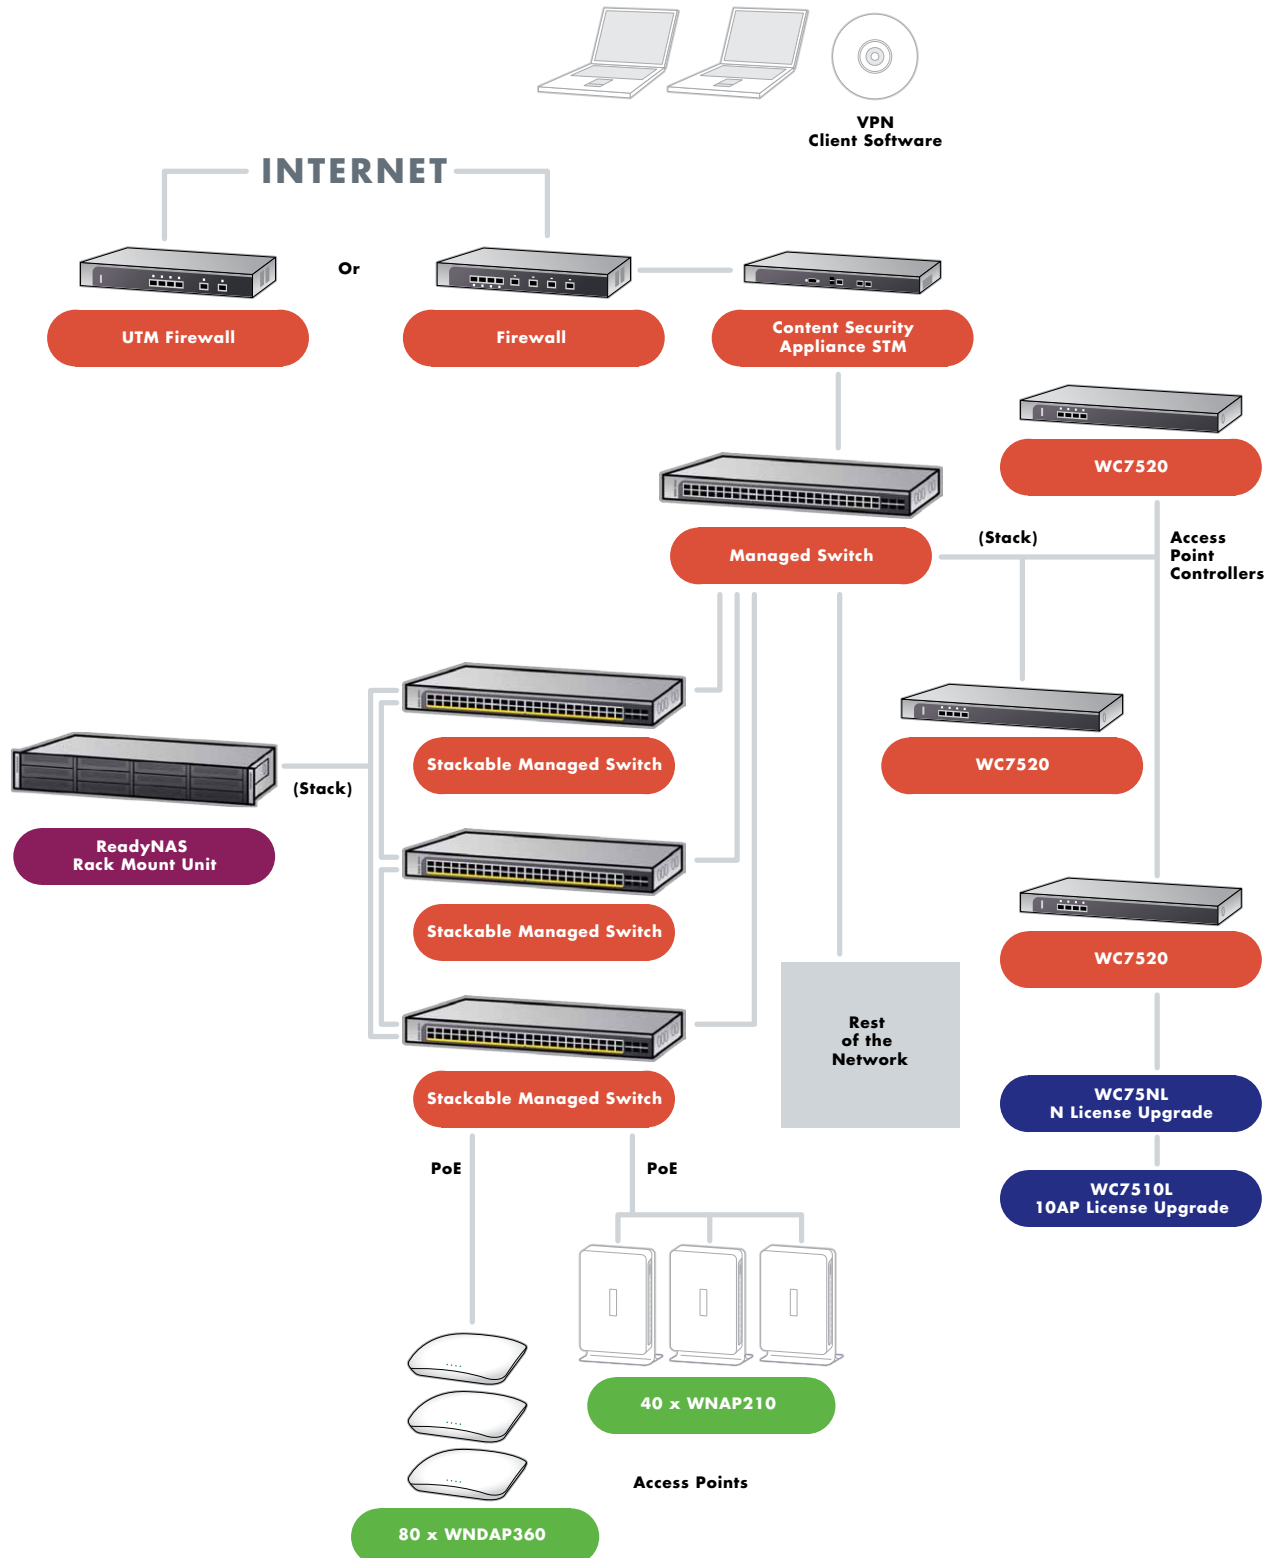 VPN
Client Software
INTERNET
Or
UTM Firewall
Firewall
Content Security
Appliance STM
WC7520
Managed Switch
(Stack)
Access
Point
Controllers
Stackable Managed Switch
WC7520
(Stack)
ReadyNAS
Rack Mount Unit
Stackable Managed Switch
WC7520
Rest
of the
Network
Stackable Managed Switch
WC75NL
N License Upgrade
PoE
PoE
WC7510L
10AP License Upgrade
40 x WNAP210
Access Points
80 x WNDAP360